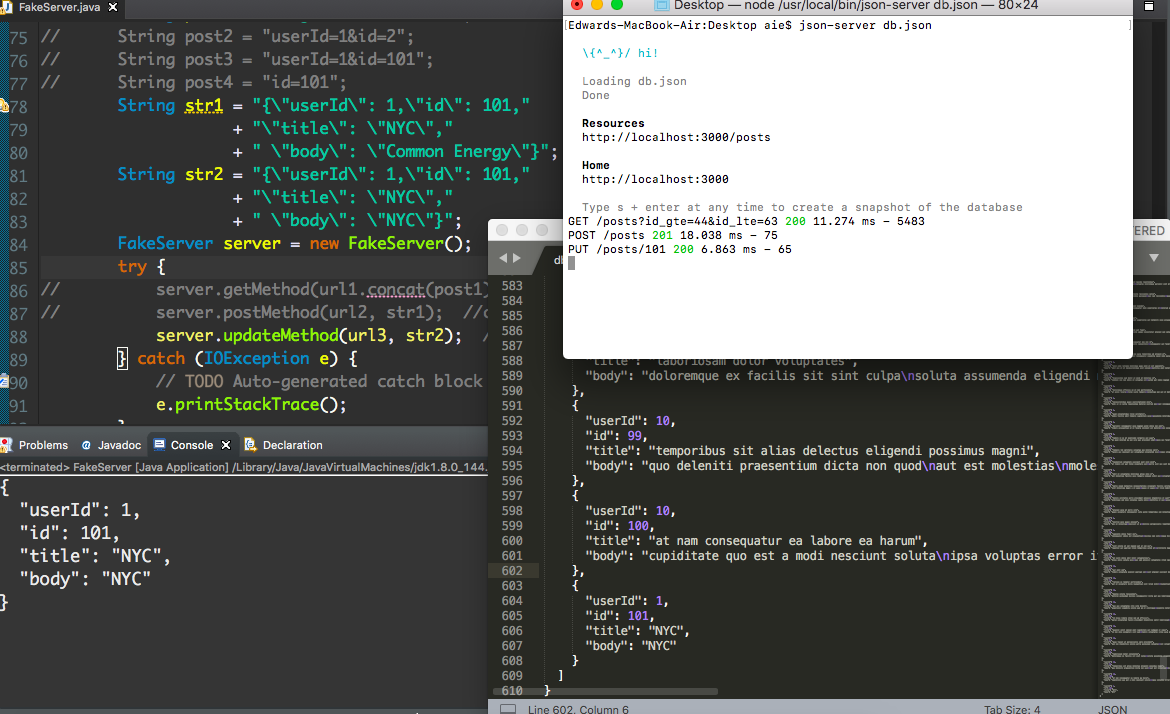 FakeServer.java
75 // String post2 = "userId=1&id=2";
76 // String post3 = "userId=1&id=101";
77 // String post4 = "id=101";
78 String str1 = "{\"userId\": 1,\"id\": 101,"
79 + "\"title\": \"NYC\","
80 + " \"body\": \"Common Energy\"}";
81 String str2 = "{\"userId\": 1,\"id\": 101,"
82 + "\"title\": \"NYC\","
83 + " \"body\": \"NYC\"}";
84 FakeServer server = new FakeServer();
85 try {
86 // server.getMethod(url1.concat(post1)
87 // server.postMethod(url2, str1); //
88 server.updateMethod(url3, str2); /
89 } catch (IOException e) {
90 // TODO Auto-generated catch block
91 e.printStackTrace();
Problems @ Javadoc Console Declaration
<terminated> FakeServer [Java Application] /Library/Java/JavaVirtualMachines/jdk1.8.0_144.
{
"userId": 1,
"id": 101,
"title": "NYC",
"body": "NYC"
}
Desktop — node /usr/local/bin/json-server db.json — 80×24
[Edwards-MacBook-Air:Desktop aie$ json-server db.json ]
\{^_^}/ hi!
Loading db.json
Done
Resources
http://localhost:3000/posts
Home
http://localhost:3000
Type s + enter at any time to create a snapshot of the database
GET /posts?id_gte=44&id_lte=63 200 11.274 ms - 5483
POST /posts 201 18.038 ms - 75
PUT /posts/101 200 6.863 ms - 65
ERED
583
584
585
586
587
588 "title": "laboriosam dolor voluptates",
589 "body": "doloremque ex facilis sit sint culpa\nsoluta assumenda eligendi
590 },
591 {
592 "userId": 10,
593 "id": 99,
594 "title": "temporibus sit alias delectus eligendi possimus magni",
595 "body": "quo deleniti praesentium dicta non quod\naut est molestias\nmole
596 },
597 {
598 "userId": 10,
599 "id": 100,
600 "title": "at nam consequatur ea labore ea harum",
601 "body": "cupiditate quo est a modi nesciunt soluta\nipsa voluptas error i
602 },
603 {
604 "userId": 1,
605 "id": 101,
606 "title": "NYC",
607 "body": "NYC"
608 }
609 ]
610 }
Line 602, Column 6 Tab Size: 4 JSON